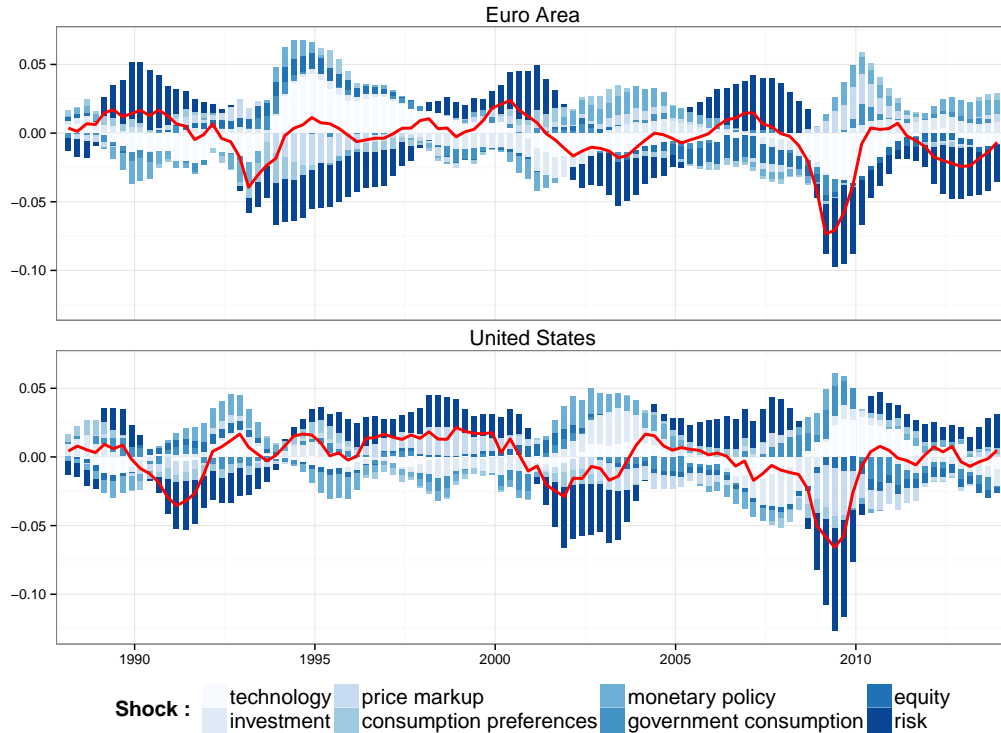 Euro Area
0.05
0.00
−0.05
−0.10
United States
0.05
0.00
−0.05
−0.10
1990 1995 2000 2005 2010
Shock : technology price markup monetary policy equity
investment consumption preferences government consumption risk